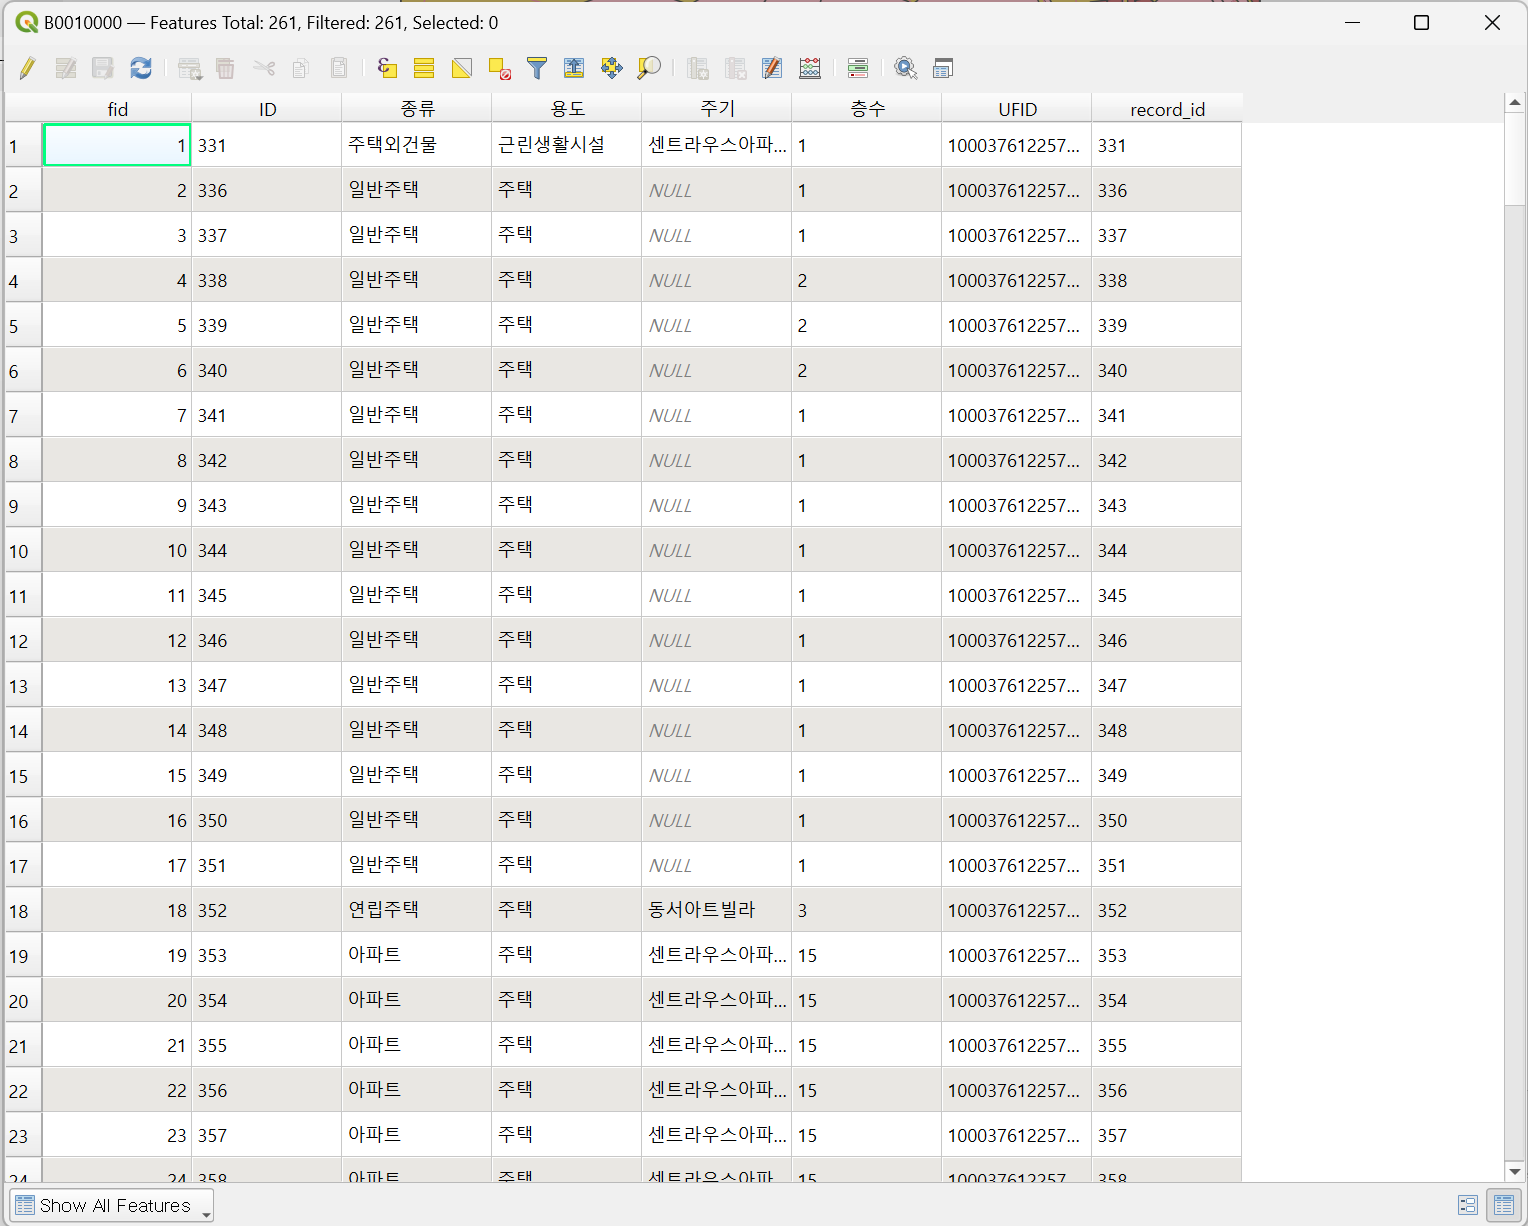 B0010000 — Features Total: 261, Filtered: 261, Selected: 0
fid ID 종류 용도 주기 층수 UFID record_id
1 1 331 주택외건물 근린생활시설 센트라우스아파... 1 100037612257... 331
2 2 336 일반주택 주택 NULL 1 100037612257... 336
3 3 337 일반주택 주택 NULL 1 100037612257... 337
4 4 338 일반주택 주택 NULL 2 100037612257... 338
5 5 339 일반주택 주택 NULL 2 100037612257... 339
6 6 340 일반주택 주택 NULL 2 100037612257... 340
7 7 341 일반주택 주택 NULL 1 100037612257... 341
8 8 342 일반주택 주택 NULL 1 100037612257... 342
9 9 343 일반주택 주택 NULL 1 100037612257... 343
10 10 344 일반주택 주택 NULL 1 100037612257... 344
11 11 345 일반주택 주택 NULL 1 100037612257... 345
12 12 346 일반주택 주택 NULL 1 100037612257... 346
13 13 347 일반주택 주택 NULL 1 100037612257... 347
14 14 348 일반주택 주택 NULL 1 100037612257... 348
15 15 349 일반주택 주택 NULL 1 100037612257... 349
16 16 350 일반주택 주택 NULL 1 100037612257... 350
17 17 351 일반주택 주택 NULL 1 100037612257... 351
18 18 352 연립주택 주택 동서아트빌라 3 100037612257... 352
19 19 353 아파트 주택 센트라우스아파... 15 100037612257... 353
20 20 354 아파트 주택 센트라우스아파... 15 100037612257... 354
21 21 355 아파트 주택 센트라우스아파... 15 100037612257... 355
22 22 356 아파트 주택 센트라우스아파... 15 100037612257... 356
23 23 357 아파트 주택 센트라우스아파... 15 100037612257... 357
24 24 358 아파트 주택 센트라우스아파... 15 100037612257... 358
Show All Features